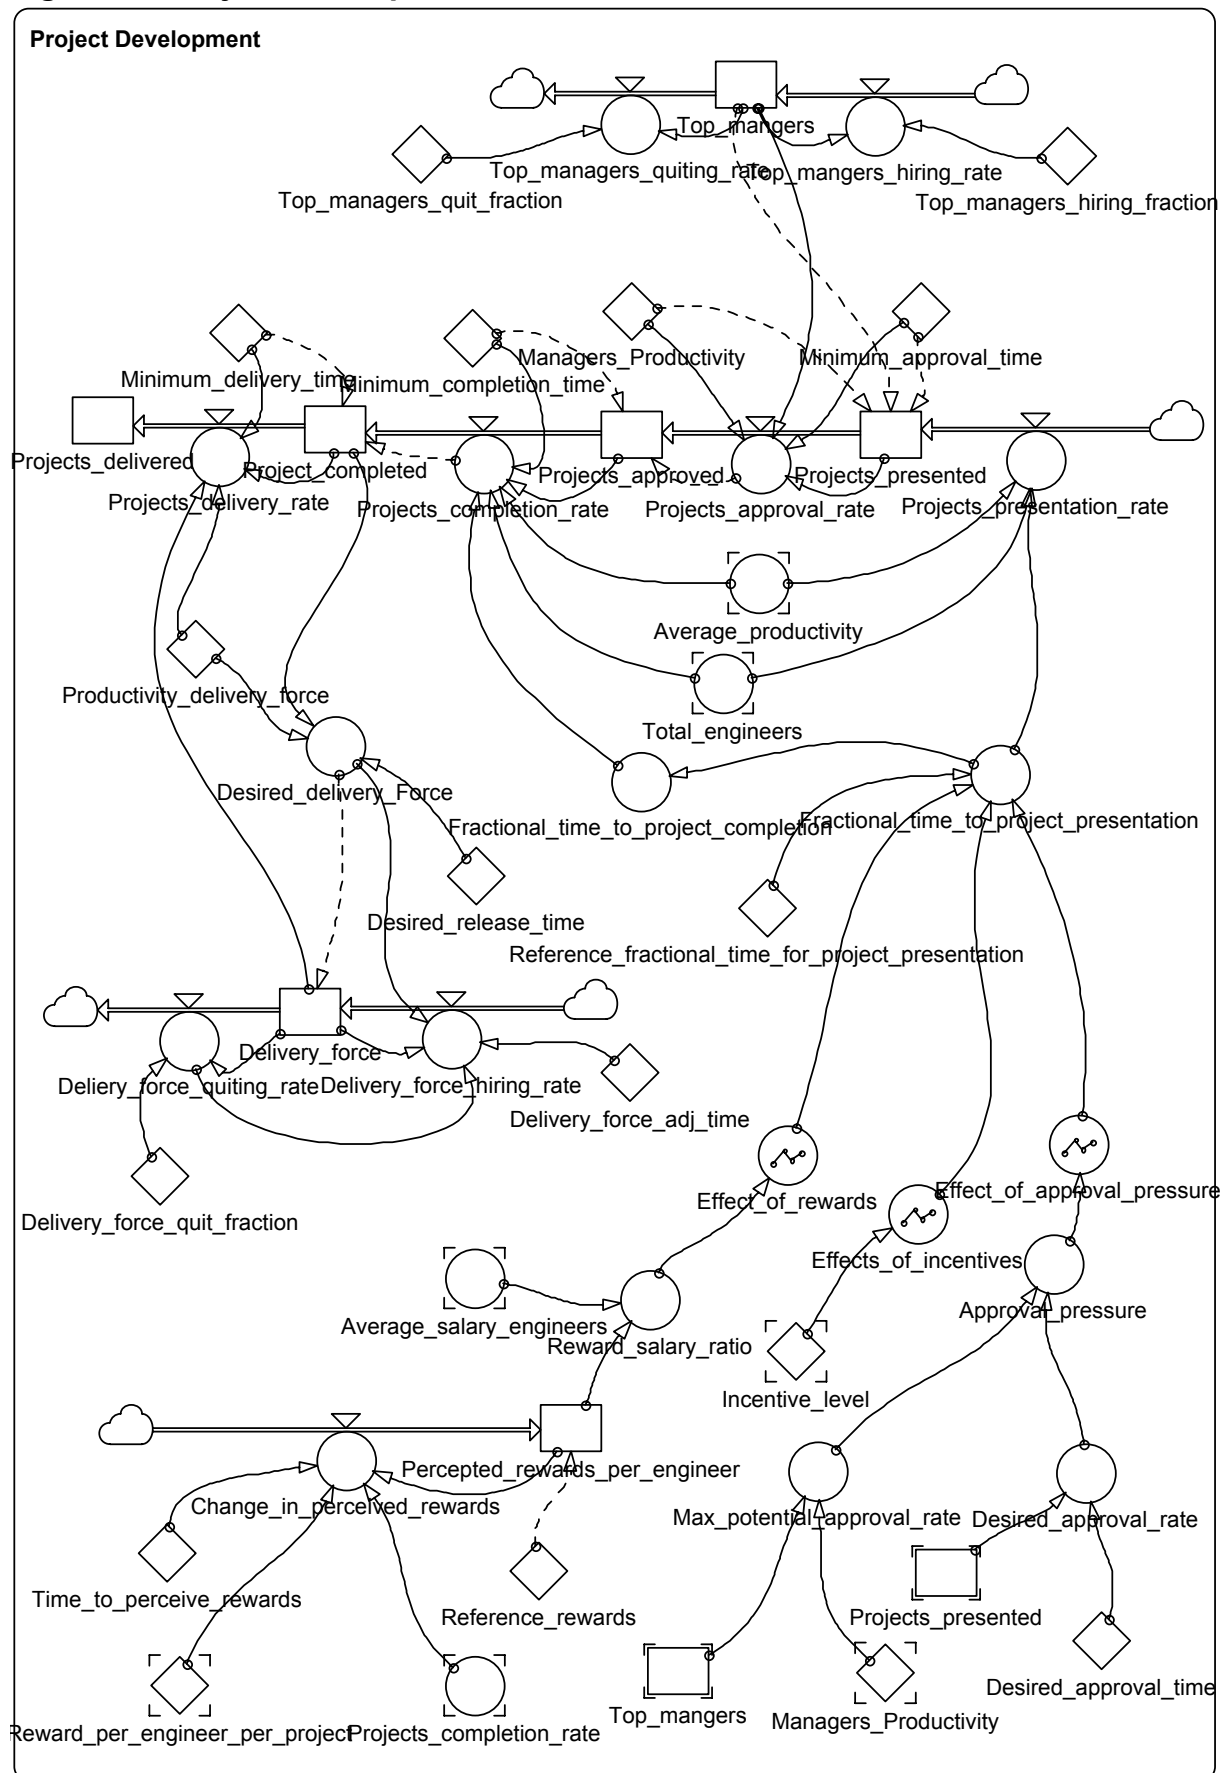 Project Development
Top_mangers
Top_managers_quiting_rate
Top_mangers_hiring_rate
Top_managers_quit_fraction
Top_managers_hiring_fraction
Managers_Productivity
Minimum_approval_time
Minimum_delivery_time
Minimum_completion_time
Projects_delivered
Project_completed
Projects_approved
Projects_presented
Projects_delivery_rate
Projects_completion_rate
Projects_approval_rate
Projects_presentation_rate
Average_productivity
Productivity_delivery_force
Total_engineers
Desired_delivery_Force
Fractional_time_to_project_completion
Fractional_time_to_project_presentation
Desired_release_time
Reference_fractional_time_for_project_presentation
Delivery_force
Deliery_force_quiting_rate
Delivery_force_hiring_rate
Delivery_force_adj_time
Effect_of_rewards
Effect_of_approval_pressure
Delivery_force_quit_fraction
Effects_of_incentives
Approval_pressure
Average_salary_engineers
Reward_salary_ratio
Incentive_level
Percepted_rewards_per_engineer
Change_in_perceived_rewards
Max_potential_approval_rate
Desired_approval_rate
Time_to_perceive_rewards
Reference_rewards
Projects_presented
Desired_approval_time
Top_mangers
Managers_Productivity
Reward_per_engineer_per_project
Projects_completion_rate